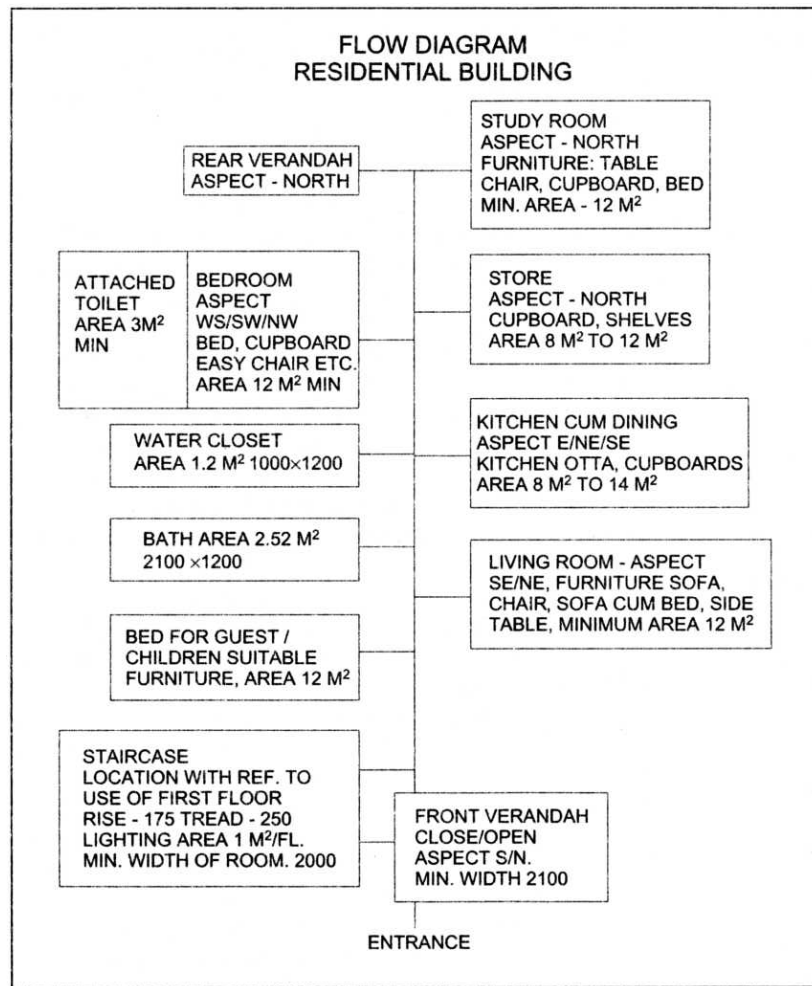 FLOW DIAGRAM
RESIDENTIAL BUILDING
REAR VERANDAH
ASPECT - NORTH
STUDY ROOM
ASPECT - NORTH
FURNITURE: TABLE
CHAIR, CUPBOARD, BED
MIN. AREA - 12 M²
ATTACHED
TOILET
AREA 3M²
MIN
BEDROOM
ASPECT
WS/SW/NW
BED, CUPBOARD
EASY CHAIR ETC.
AREA 12 M² MIN
STORE
ASPECT - NORTH
CUPBOARD, SHELVES
AREA 8 M² TO 12 M²
WATER CLOSET
AREA 1.2 M² 1000×1200
KITCHEN CUM DINING
ASPECT E/NE/SE
KITCHEN OTTA, CUPBOARDS
AREA 8 M² TO 14 M²
BATH AREA 2.52 M²
2100 ×1200
LIVING ROOM - ASPECT
SE/NE, FURNITURE SOFA,
CHAIR, SOFA CUM BED, SIDE
TABLE, MINIMUM AREA 12 M²
BED FOR GUEST /
CHILDREN SUITABLE
FURNITURE, AREA 12 M²
STAIRCASE
LOCATION WITH REF. TO
USE OF FIRST FLOOR
RISE - 175 TREAD - 250
LIGHTING AREA 1 M²/FL.
MIN. WIDTH OF ROOM. 2000
FRONT VERANDAH
CLOSE/OPEN
ASPECT S/N.
MIN. WIDTH 2100
ENTRANCE